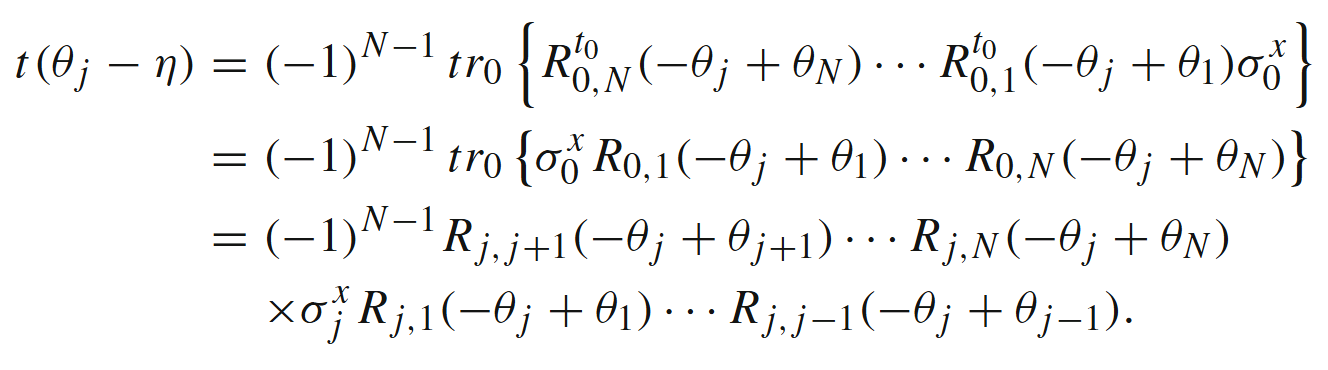 t(θ_j − η) = (−1)^{N−1} tr_0 { R^{t_0}_{0,N}(−θ_j + θ_N) · · · R^{t_0}_{0,1}(−θ_j + θ_1)σ^x_0 }
= (−1)^{N−1} tr_0 { σ^x_0 R_{0,1}(−θ_j + θ_1) · · · R_{0,N}(−θ_j + θ_N) }
= (−1)^{N−1} R_{j,j+1}(−θ_j + θ_{j+1}) · · · R_{j,N}(−θ_j + θ_N)
×σ^x_j R_{j,1}(−θ_j + θ_1) · · · R_{j,j−1}(−θ_j + θ_{j−1}).